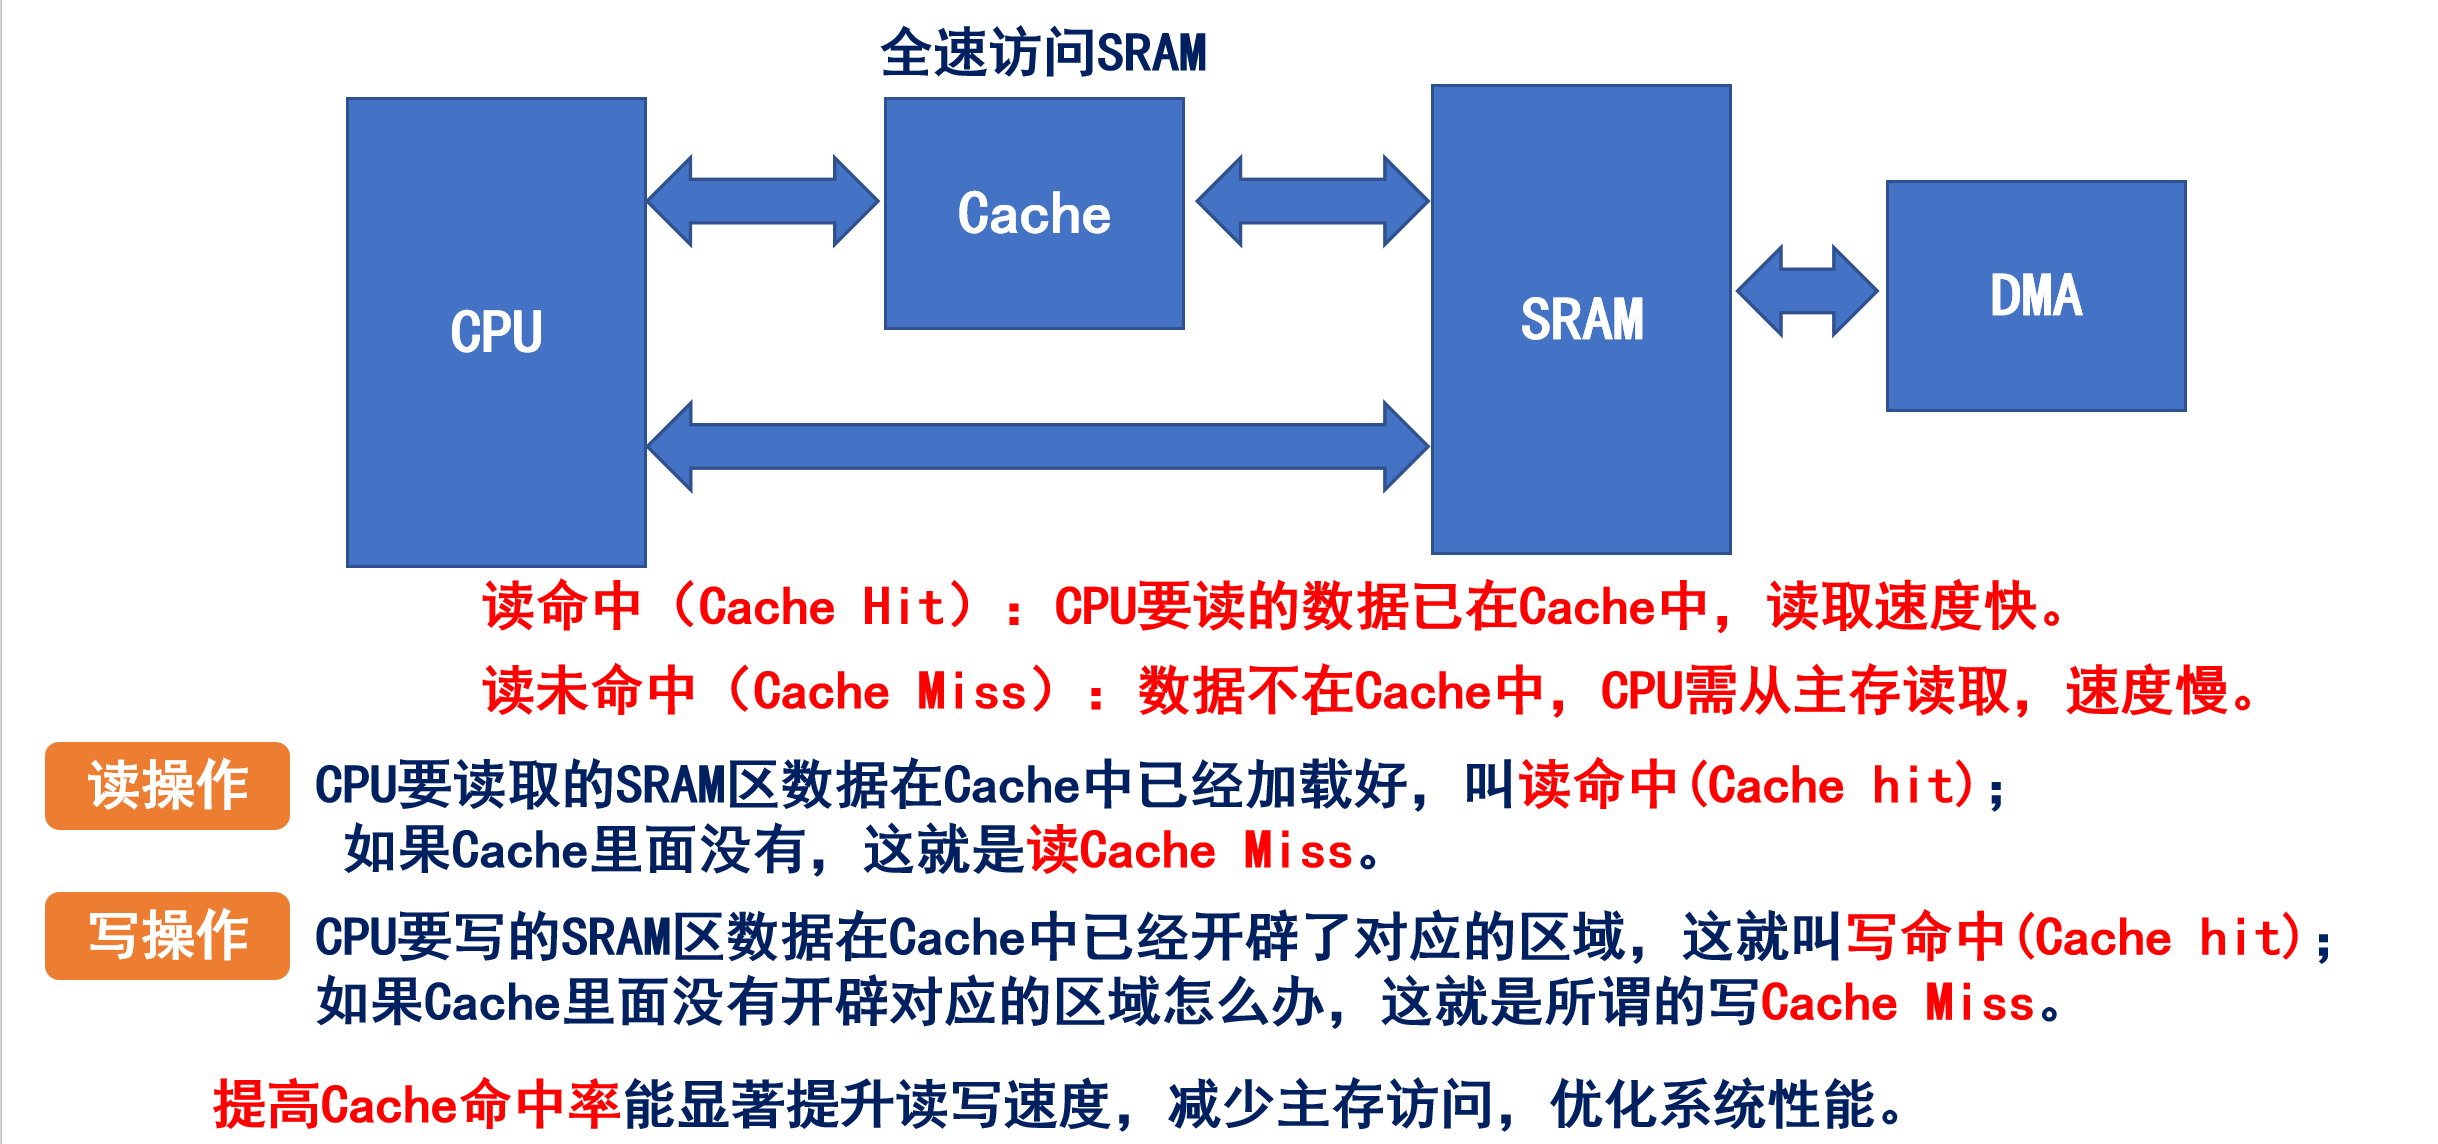 全速访问SRAM
CPU
Cache
SRAM
DMA
读命中（Cache Hit）：CPU要读的数据已在Cache中，读取速度快。
读未命中（Cache Miss）：数据不在Cache中，CPU需从主存读取，速度慢。
读操作
CPU要读取的SRAM区数据在Cache中已经加载好，叫读命中(Cache hit)；
如果Cache里面没有，这就是读Cache Miss。
写操作
CPU要写的SRAM区数据在Cache中已经开辟了对应的区域，这就叫写命中(Cache hit)；
如果Cache里面没有开辟对应的区域怎么办，这就是所谓的写Cache Miss。
提高Cache命中率能显著提升读写速度，减少主存访问，优化系统性能。